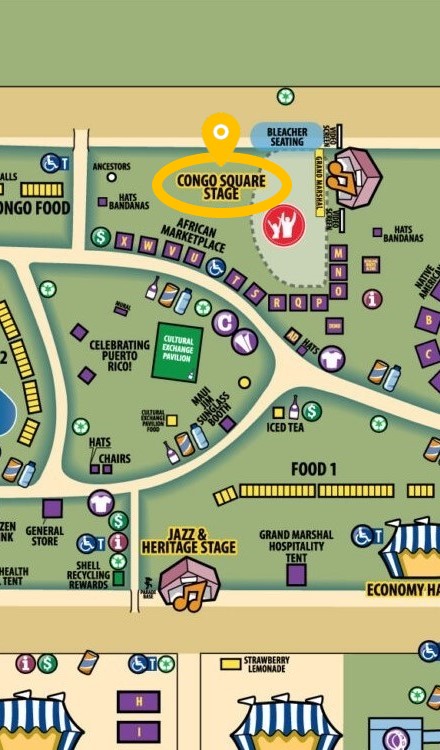 BLEACHER
SEATING
VIDEO
SCREEN
ALLS
T
ANCESTORS
CONGO SQUARE
STAGE
GRAND MARSHAL
ONGO FOOD
HATS
BANDANAS
VIDEO
SCREEN
AFRICAN
MARKETPLACE
HATS
BANDANAS
$
X
W
V
U
T
S
R
Q
P
O
N
M
i
NATIVE
AMERICAN
B
C
MURAL
CELEBRATING
PUERTO
RICO!
CULTURAL
EXCHANGE
PAVILION
C
AD
HATS
2
CULTURAL
EXCHANGE
PAVILION
FOOD
MAUI
JIM
SUNGLASS
BOOTH
ICED TEA
$
HATS
CHAIRS
FOOD 1
ZEN
INK
GENERAL
STORE
$
T
i
$
HEALTH
TENT
SHELL
RECYCLING
REWARDS
JAZZ &
HERITAGE STAGE
PARADE
BASE
GRAND MARSHAL
HOSPITALITY
TENT
T
ECONOMY HA
i
$
T
STRAWBERRY
LEMONADE
H
I